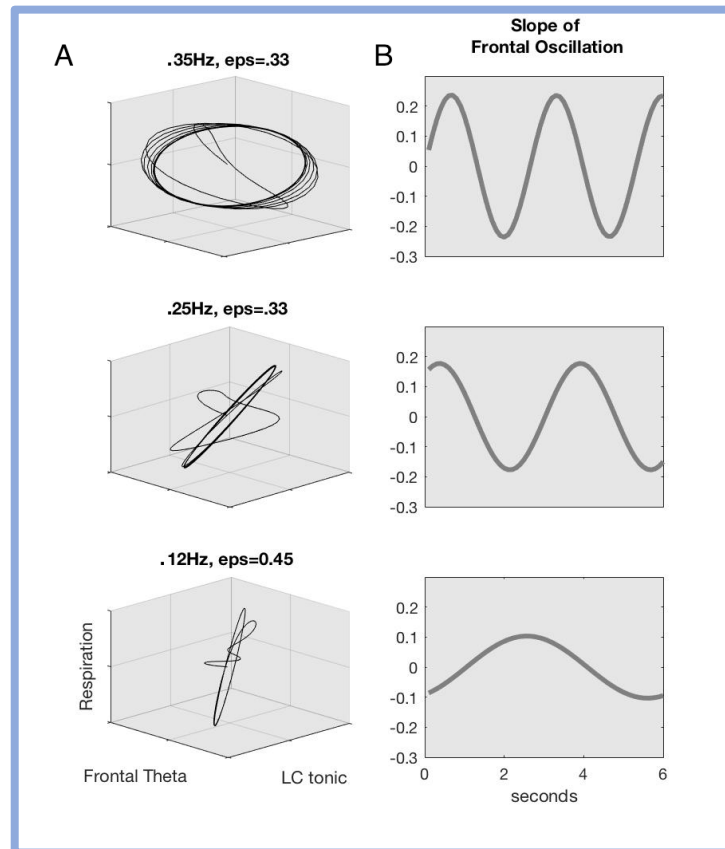 A
.35Hz, eps=.33
B
Slope of
Frontal Oscillation
0.2
0.1
0
-0.1
-0.2
-0.3
.25Hz, eps=.33
0.2
0.1
0
-0.1
-0.2
-0.3
.12Hz, eps=0.45
Respiration
Frontal Theta
LC tonic
0.2
0.1
0
-0.1
-0.2
-0.3
0 2 4 6
seconds